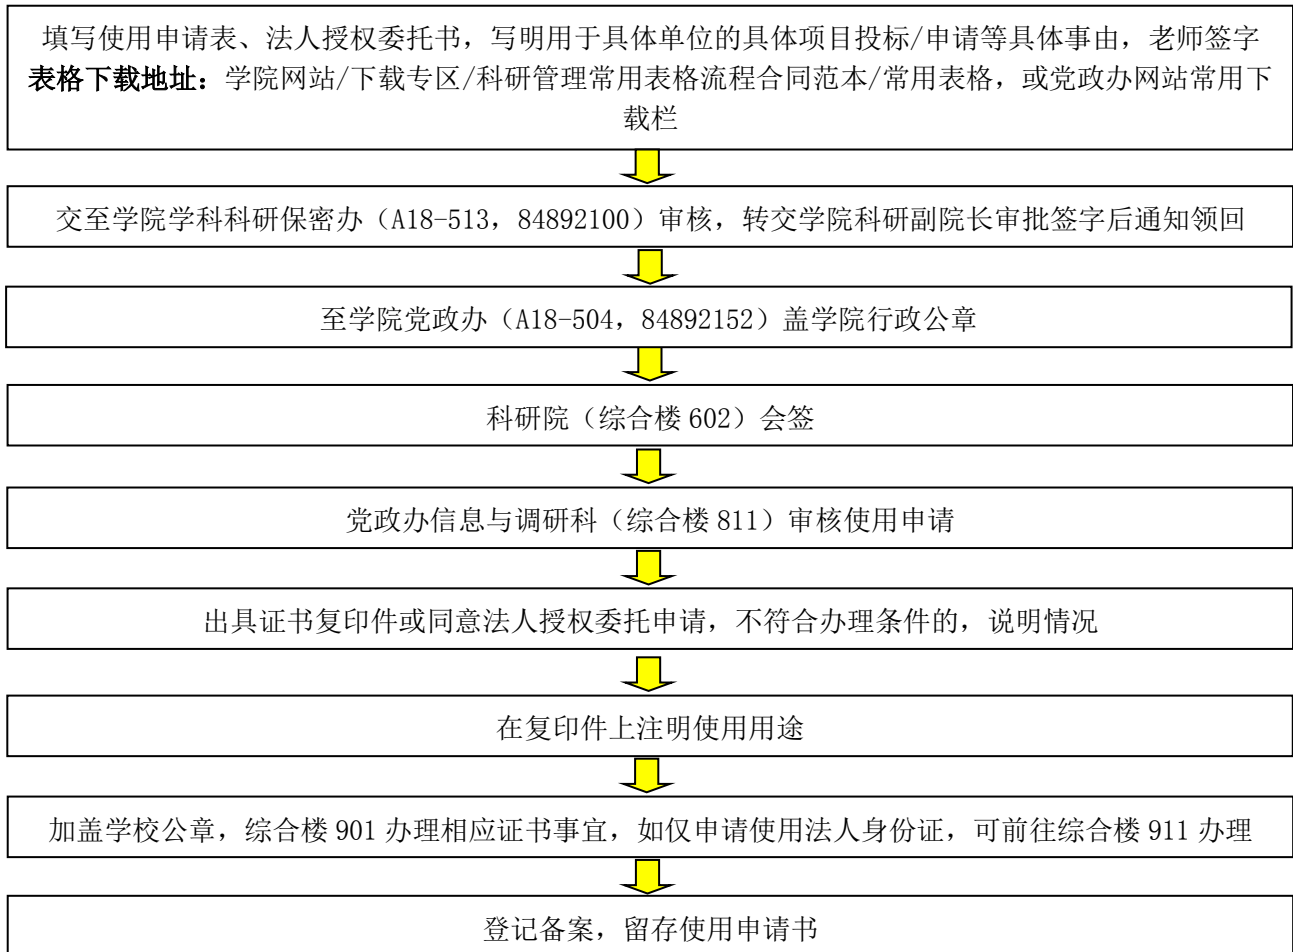 填写使用申请表、法人授权委托书，写明用于具体单位的具体项目投标/申请等具体事由，老师签字
表格下载地址：学院网站/下载专区/科研管理常用表格流程合同范本/常用表格，或党政办网站常用下
载栏
交至学院学科科研保密办（A18-513，84892100）审核，转交学院科研副院长审批签字后通知领回
至学院党政办（A18-504，84892152）盖学院行政公章
科研院（综合楼 602）会签
党政办信息与调研科（综合楼 811）审核使用申请
出具证书复印件或同意法人授权委托申请，不符合办理条件的，说明情况
在复印件上注明使用用途
加盖学校公章，综合楼 901 办理相应证书事宜，如仅申请使用法人身份证，可前往综合楼 911 办理
登记备案，留存使用申请书